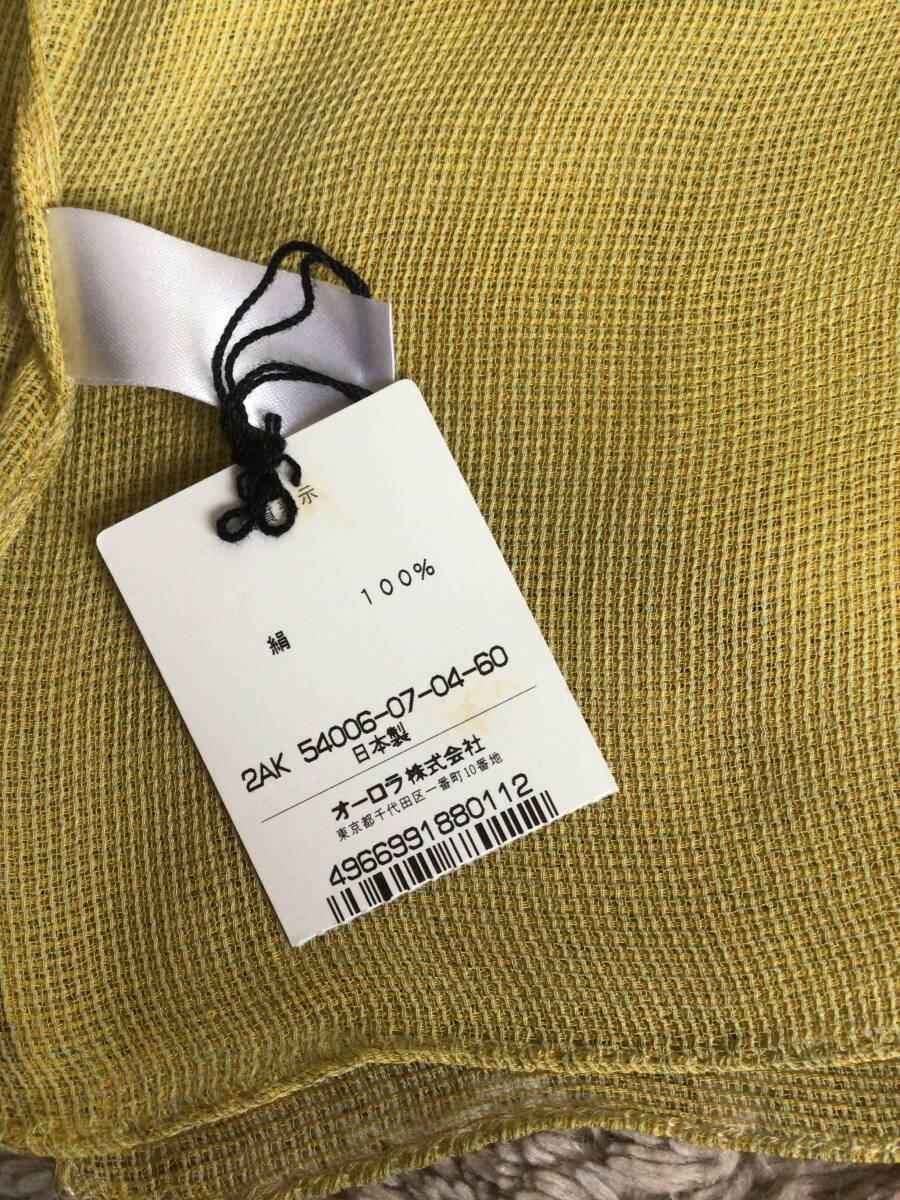 示
絹 100%
2AK 54006-07-04-60
日本製
オーロラ株式会社
東京都千代田区一番町10番地
4966991880112